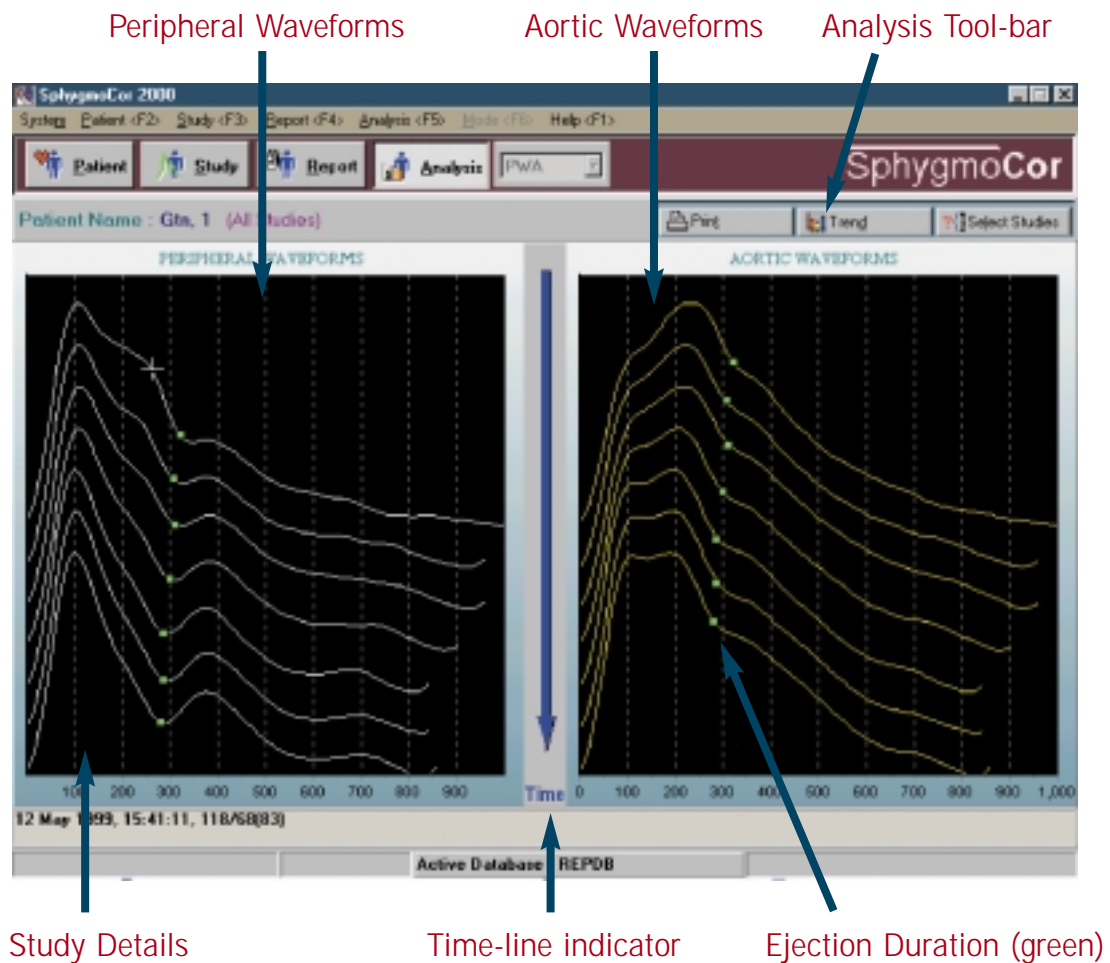 Peripheral Waveforms Aortic Waveforms Analysis Tool-bar
SphygmoCor 2000
System Patient <F2> Study <F3> Report <F4> Analysis <F5> Mode <F6> Help <F1>
Patient Study Report Analysis PWA SphygmoCor
Patient Name : Gtn, 1 (All Studies) Print Trend Select Studies
PERIPHERAL WAVEFORMS AORTIC WAVEFORMS
100 200 300 400 500 600 700 800 900 Time 0 100 200 300 400 500 600 700 800 900 1,000
12 May 1999, 15:41:11, 118/68(83)
Active Database REPDB
Study Details Time-line indicator Ejection Duration (green)